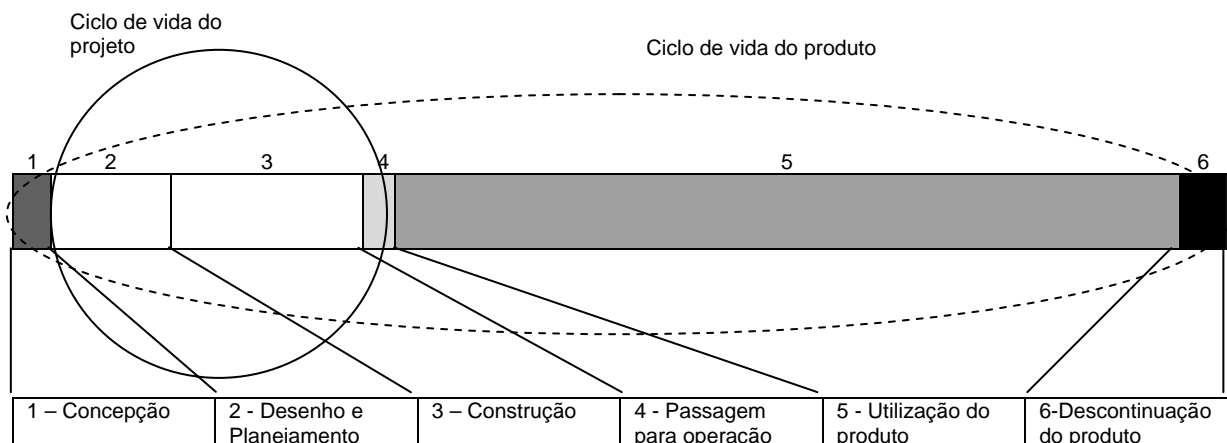 Ciclo de vida do
projeto
Ciclo de vida do produto
1
2
3
4
5
6
1 – Concepção
2 - Desenho e
Planejamento
3 – Construção
4 - Passagem
para operação
5 - Utilização do
produto
6-Descontinuação
do produto